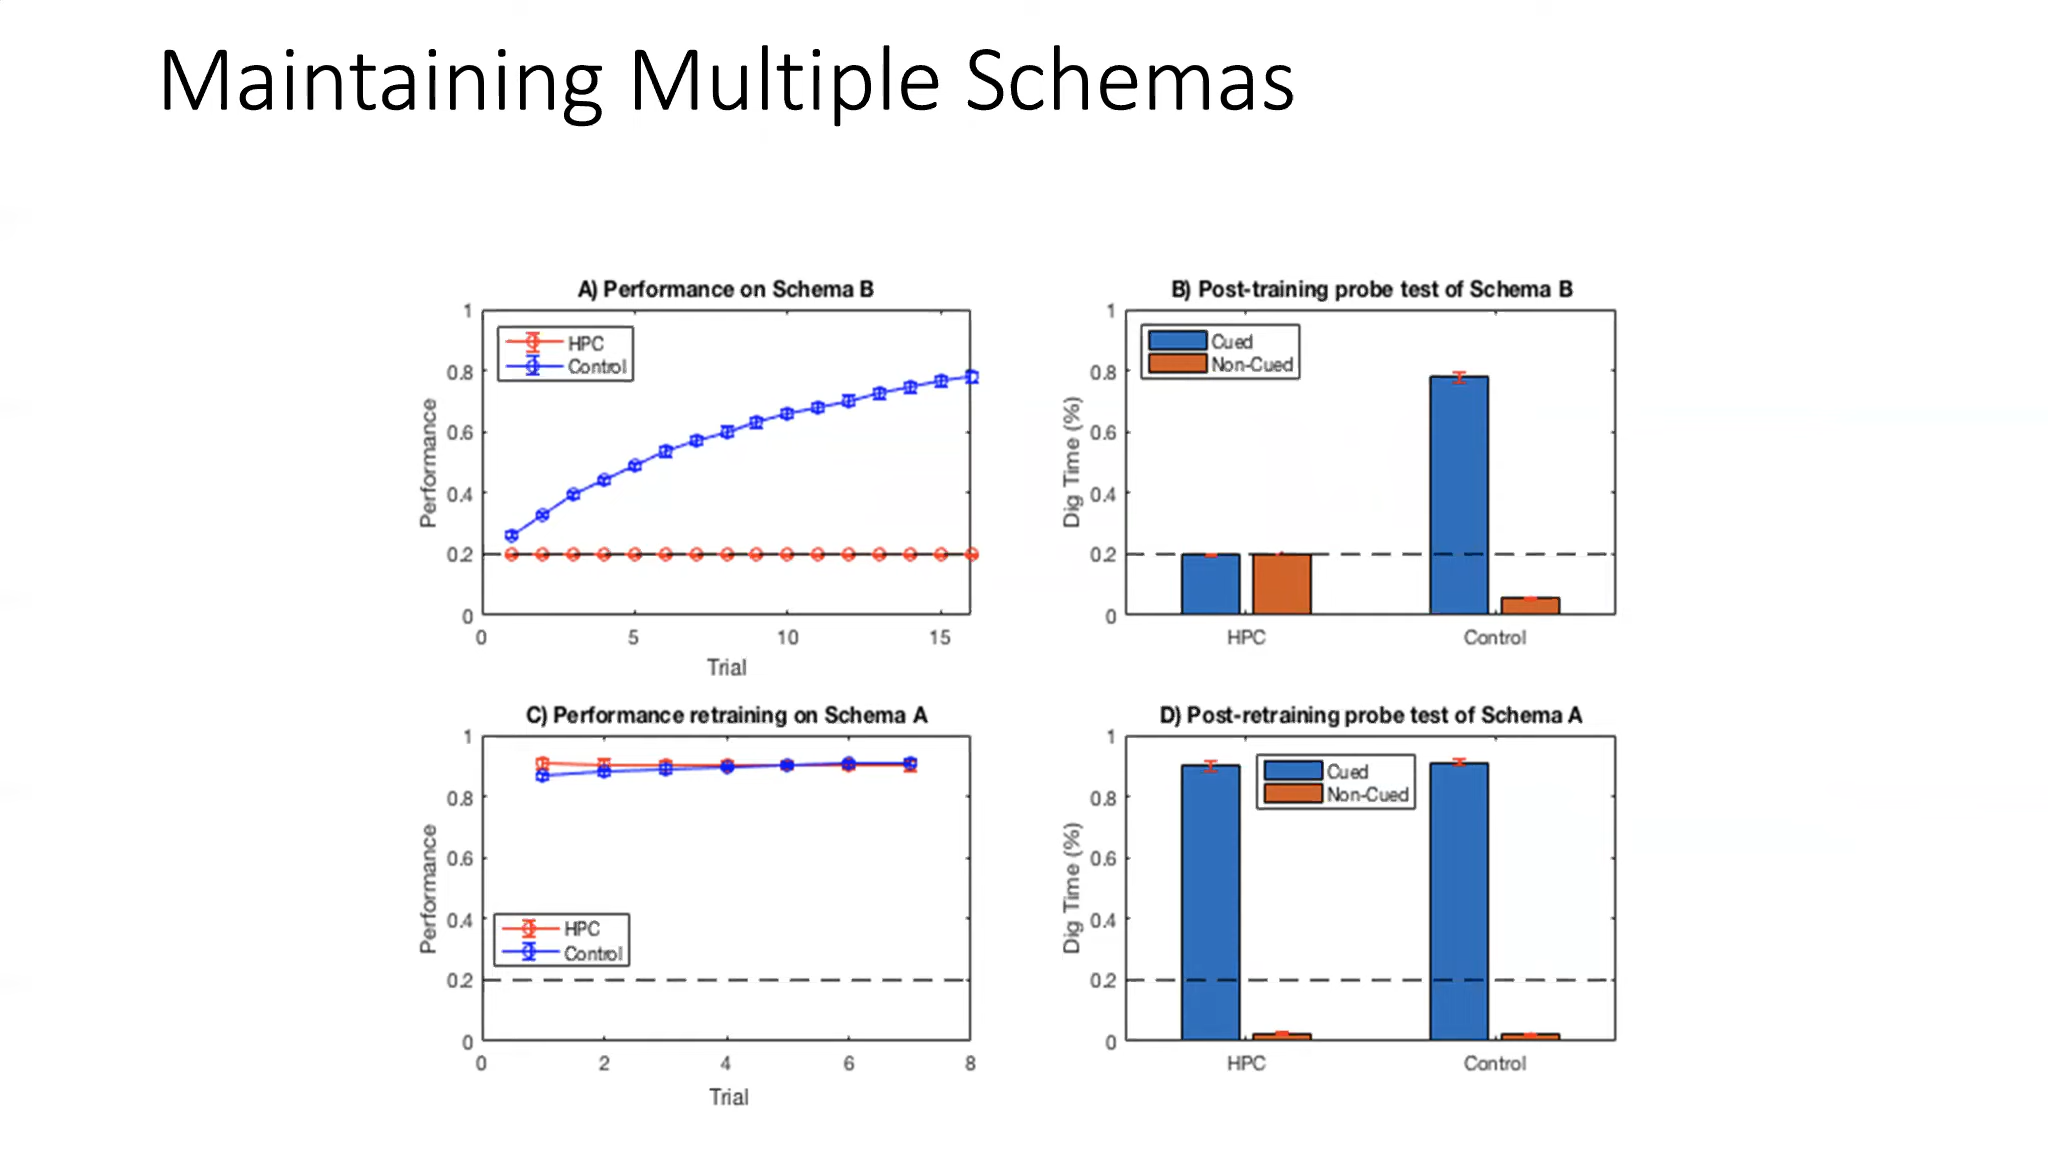 Maintaining Multiple Schemas
A) Performance on Schema B
1
0.8
0.6
0.4
0.2
0
Performance
HPC
Control
0
5
10
15
Trial
B) Post-training probe test of Schema B
1
0.8
0.6
0.4
0.2
0
Dig Time (%)
Cued
Non-Cued
HPC
Control
C) Performance retraining on Schema A
1
0.8
0.6
0.4
0.2
0
Performance
HPC
Control
0
2
4
6
8
Trial
D) Post-retraining probe test of Schema A
1
0.8
0.6
0.4
0.2
0
Dig Time (%)
Cued
Non-Cued
HPC
Control